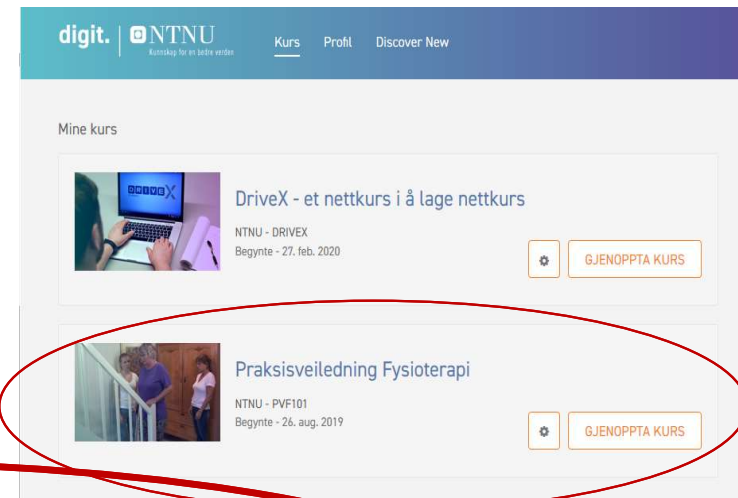 digit. NTNU
Kunnskap for en bedre verden
Kurs Profil Discover New
Mine kurs
DRIVEX
DriveX - et nettkurs i å lage nettkurs
NTNU - DRIVEX
Begynte - 27. feb. 2020
GJENOPPTA KURS
Praksisveiledning Fysioterapi
NTNU - PVF101
Begynte - 26. aug. 2019
GJENOPPTA KURS